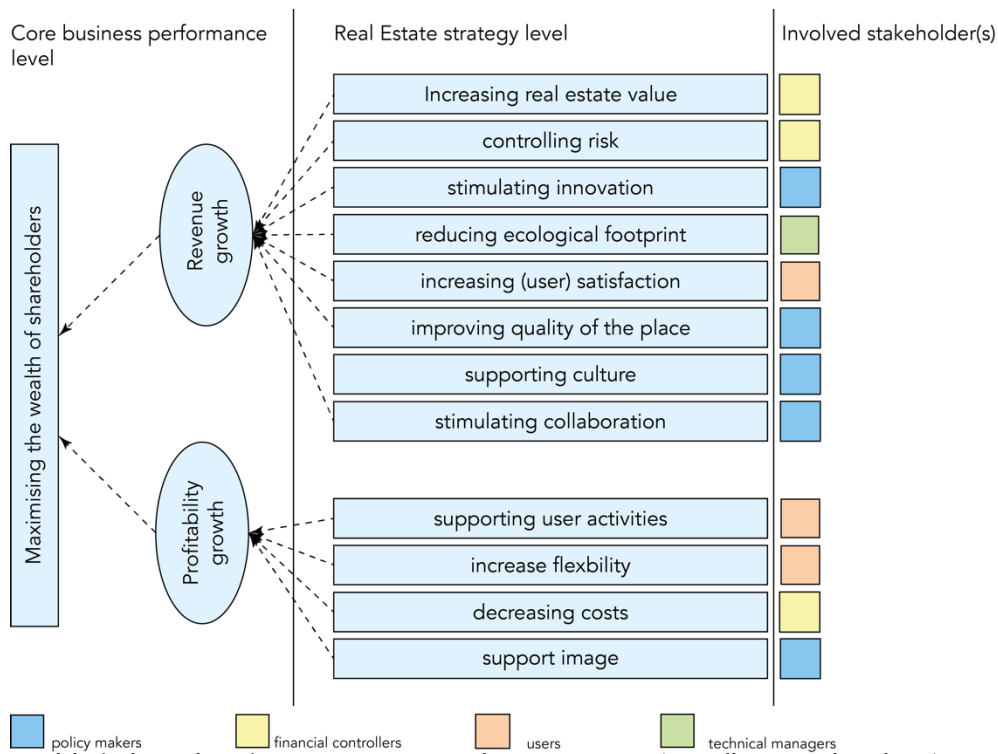 Core business performance
level
Real Estate strategy level
Involved stakeholder(s)
Maximising the wealth of shareholders
Revenue
growth
Increasing real estate value
controlling risk
stimulating innovation
reducing ecological footprint
increasing (user) satisfaction
improving quality of the place
supporting culture
stimulating collaboration
Profitability
growth
supporting user activities
increase flexbility
decreasing costs
support image
policy makers
financial controllers
users
technical managers